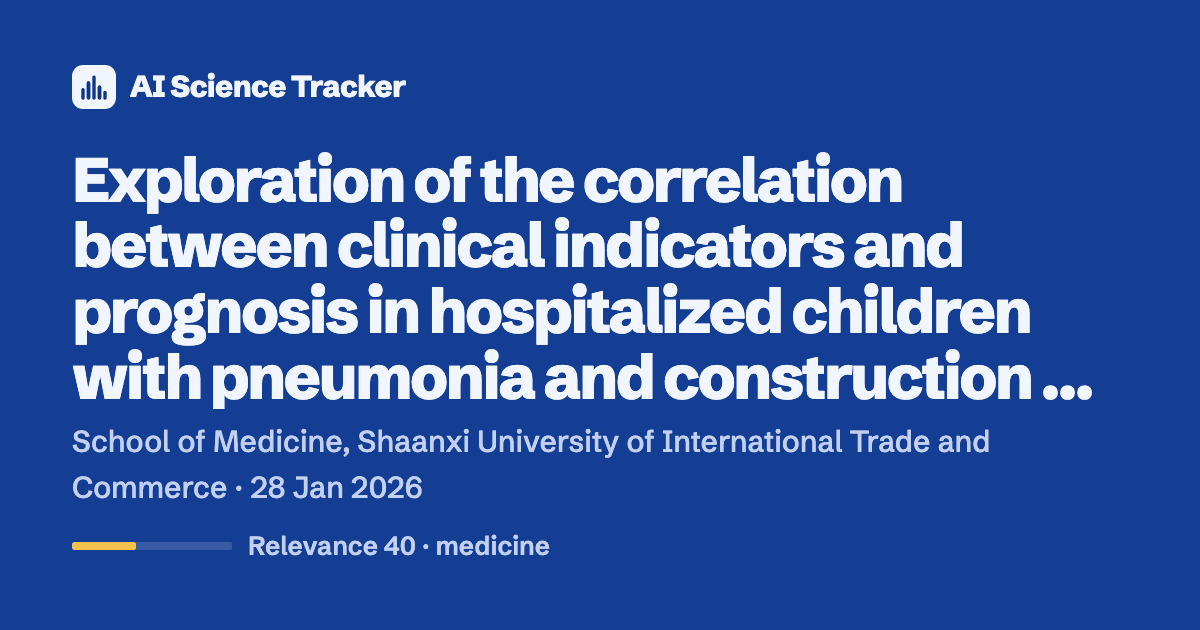 AI Science Tracker
Exploration of the correlation
between clinical indicators and
prognosis in hospitalized children
with pneumonia and construction ...
School of Medicine, Shaanxi University of International Trade and
Commerce · 28 Jan 2026
Relevance 40 · medicine